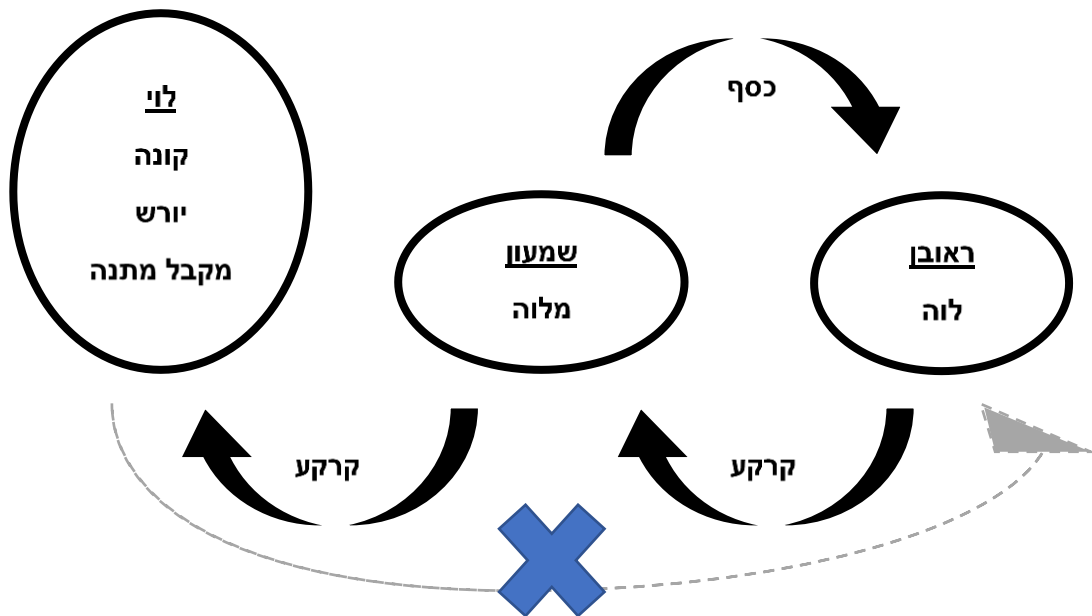 כסף
ראובן
לוה
שמעון
מלוה
לוי
קונה
יורש
מקבל מתנה
קרקע
קרקע